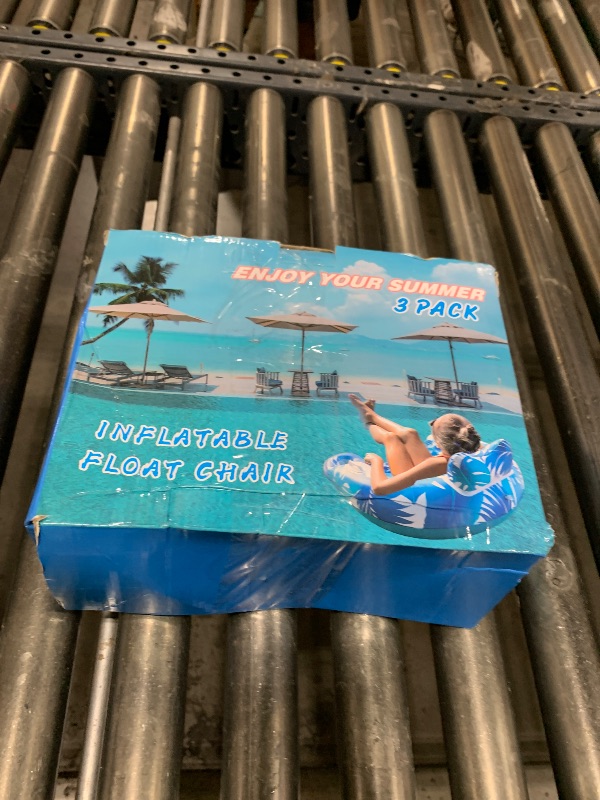 ENJOY YOUR SUMMER
3 PACK
INFLATABLE
FLOAT CHAIR